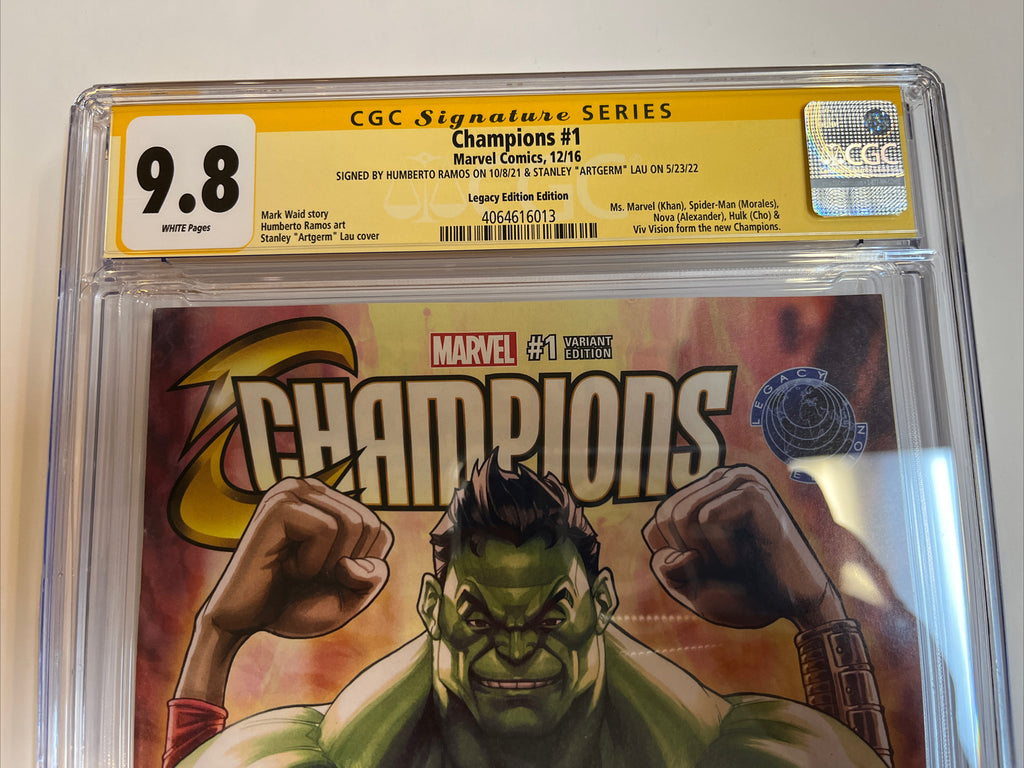 CGC Signature SERIES
Champions #1
Marvel Comics, 12/16
SIGNED BY HUMBERTO RAMOS ON 10/8/21 & STANLEY "ARTGERM" LAU ON 5/23/22
9.8
WHITE Pages
Mark Waid story
Humberto Ramos art
Stanley "Artgerm" Lau cover
Legacy Edition Edition
4064616013
Ms. Marvel (Khan), Spider-Man (Morales),
Nova (Alexander), Hulk (Cho) &
Viv Vision form the new Champions.
CGC
CGC
MARVEL #1 VARIANT
EDITION
CHAMPIONS
LEGACY